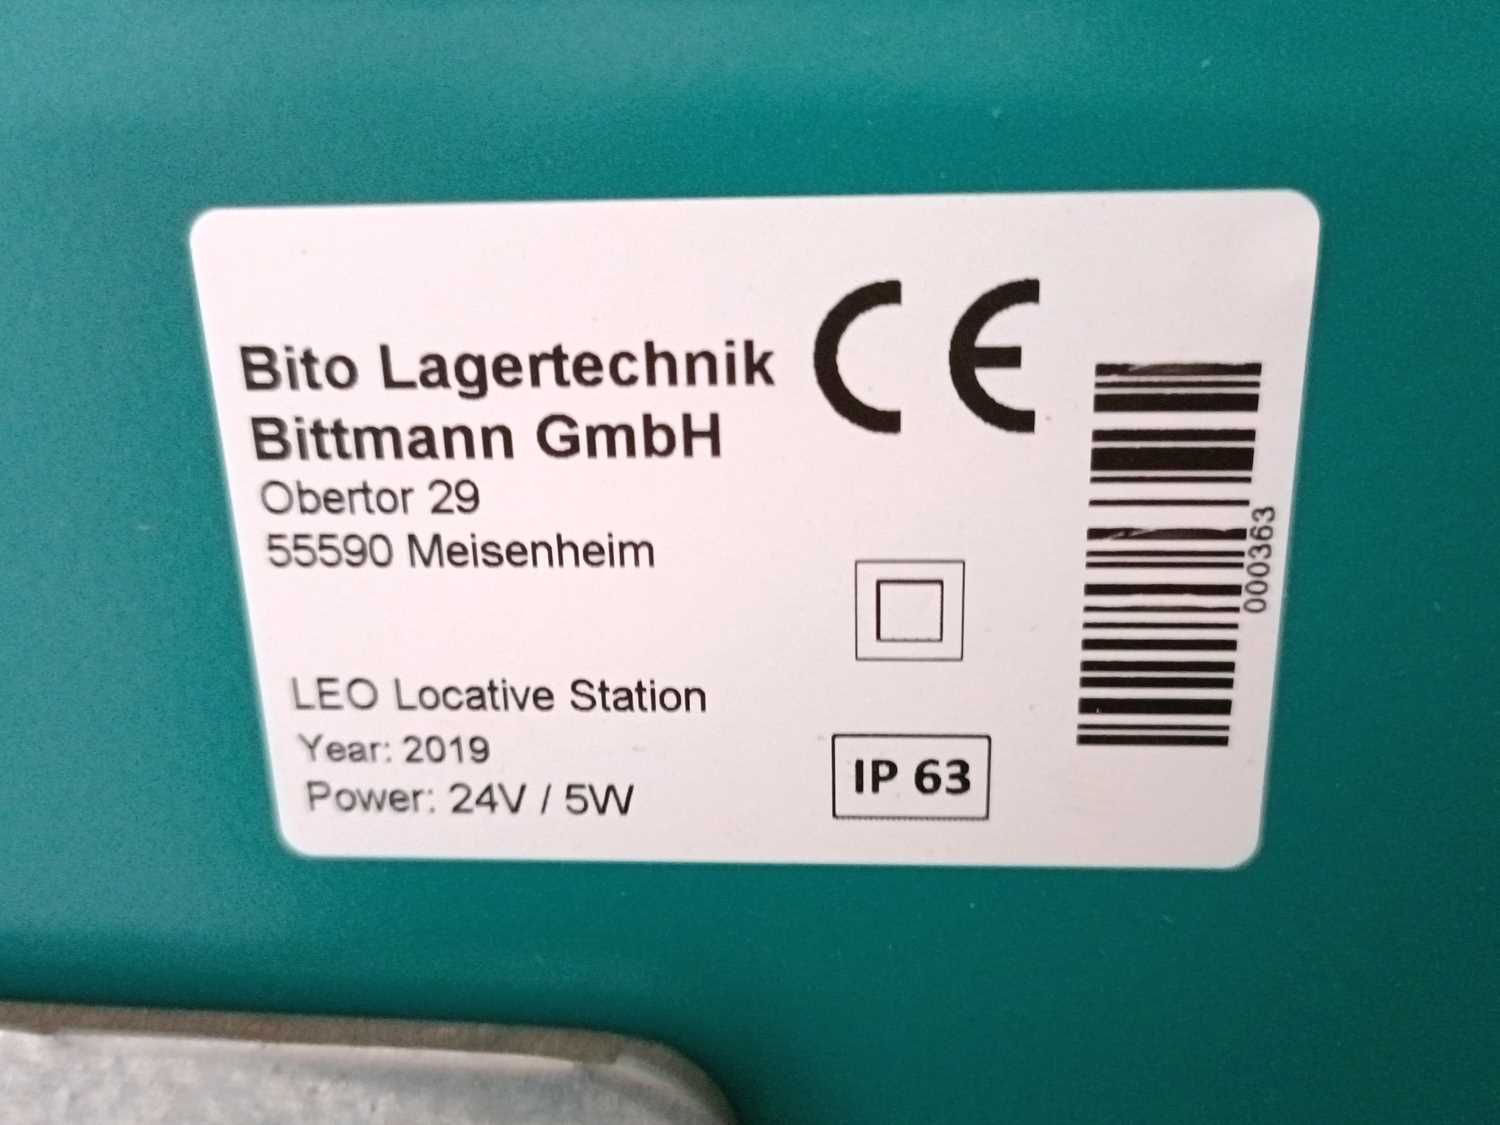 CE
Bito Lagertechnik
Bittmann GmbH
Obertor 29
55590 Meisenheim
LEO Locative Station
Year: 2019
Power: 24V / 5W
IP 63
000363